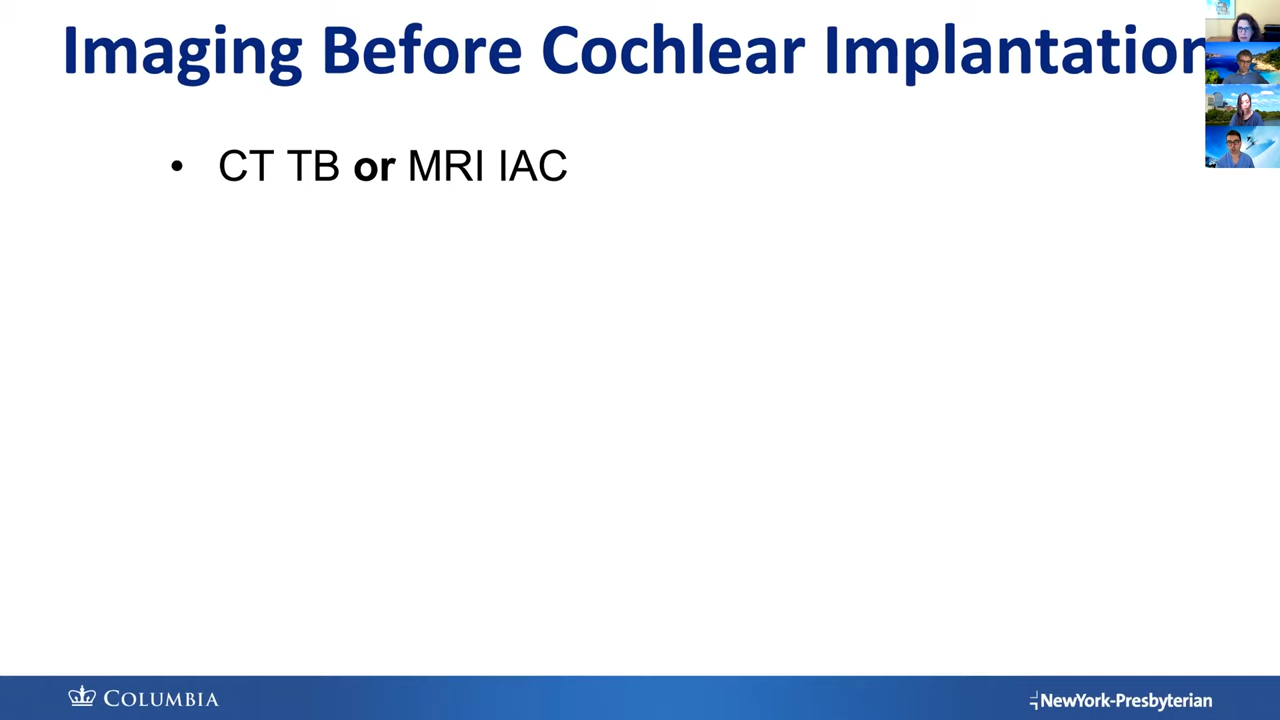 Imaging Before Cochlear Implantation
• CT TB or MRI IAC
COLUMBIA
NewYork-Presbyterian